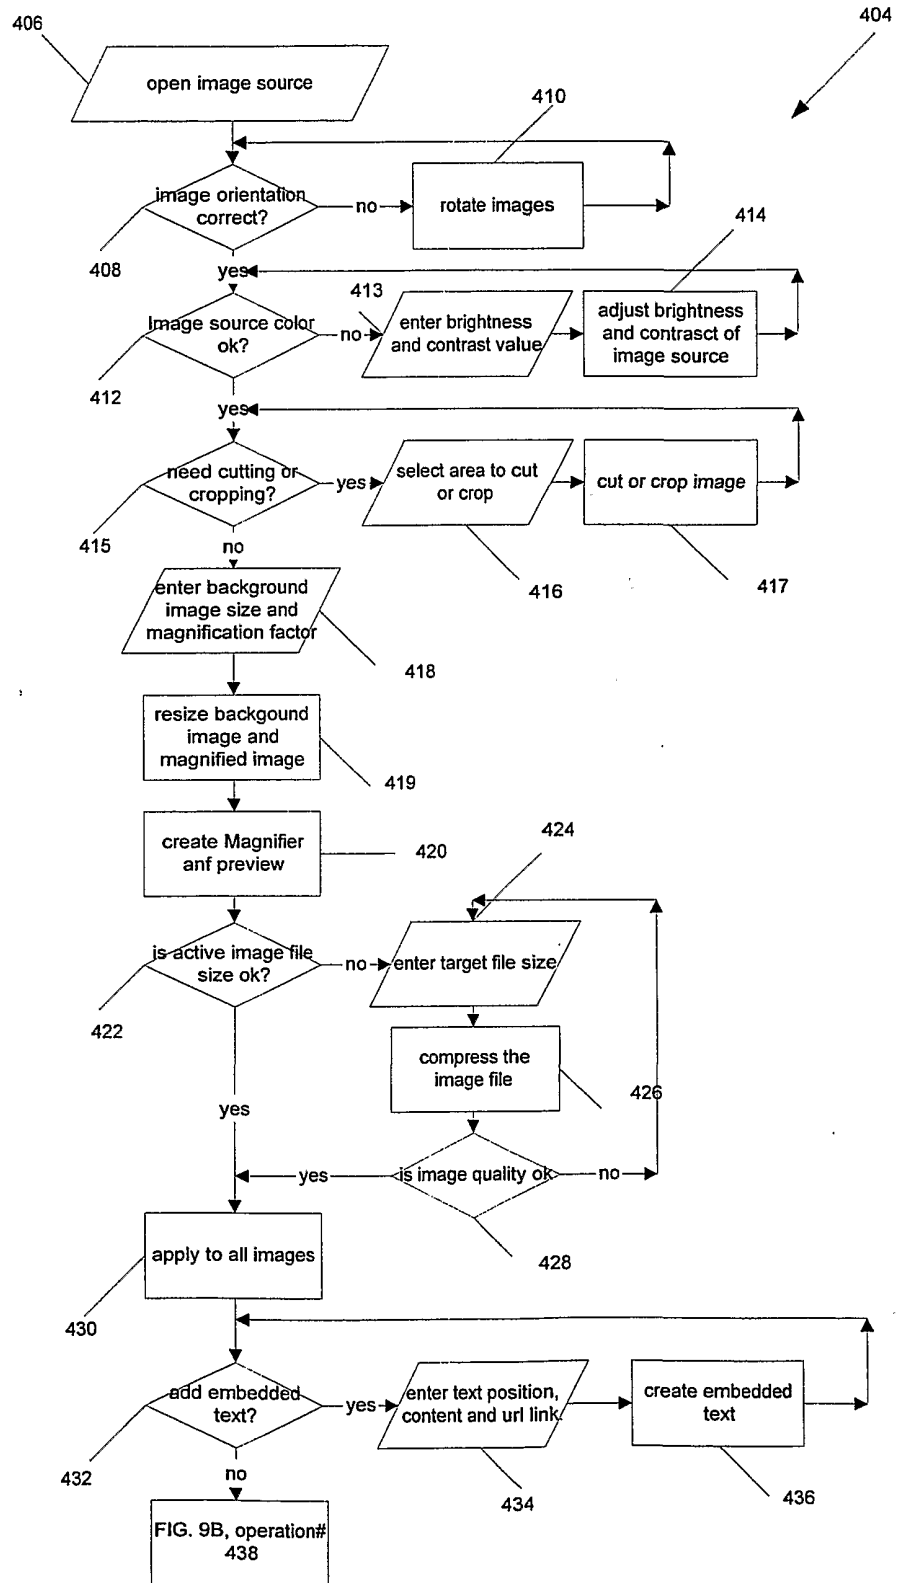 406
404
open image source
410
image orientation
correct?
no
rotate images
408
414
yes
413
Image source color
ok?
no
enter brightness
and contrast value
adjust brightness
and contrasct of
image source
412
yes
need cutting or
cropping?
yes
select area to cut
or crop
cut or crop image
415
no
416
417
enter background
image size and
magnification factor
418
resize backgound
image and
magnified image
419
create Magnifier
anf preview
420
424
is active image file
size ok?
no
enter target file size
422
compress the
image file
426
yes
yes
is image quality ok
no
428
apply to all images
430
add embedded
text?
yes
enter text position,
content and url link.
create embedded
text
432
no
434
436
FIG. 9B, operation#
438